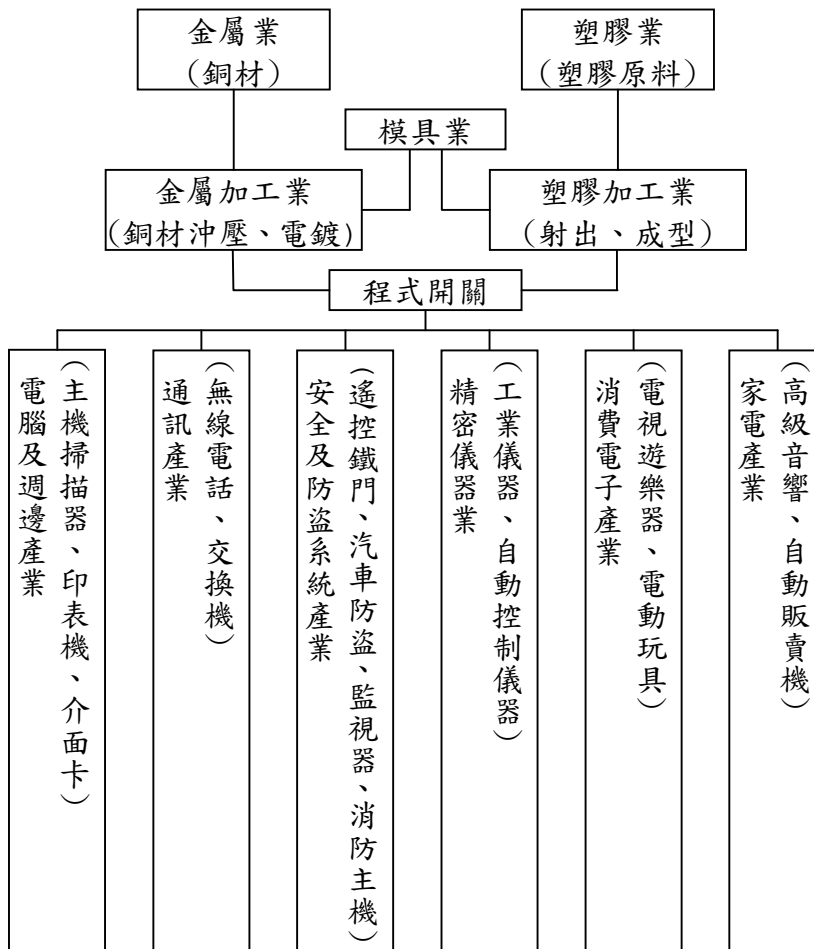 金屬業
（銅材）
塑膠業
（塑膠原料）
模具業
金屬加工業
（銅材沖壓、電鍍）
塑膠加工業
（射出、成型）
程式開關
電腦及週邊產業
（主機掃描器、印表機、介面卡）
通訊產業
（無線電話、交換機）
安全及防盜系統產業
（遙控鐵門、汽車防盜、監視器、消防主機）
精密儀器業
（工業儀器、自動控制儀器）
消費電子產業
（電視遊樂器、電動玩具）
家電產業
（高級音響、自動販賣機）